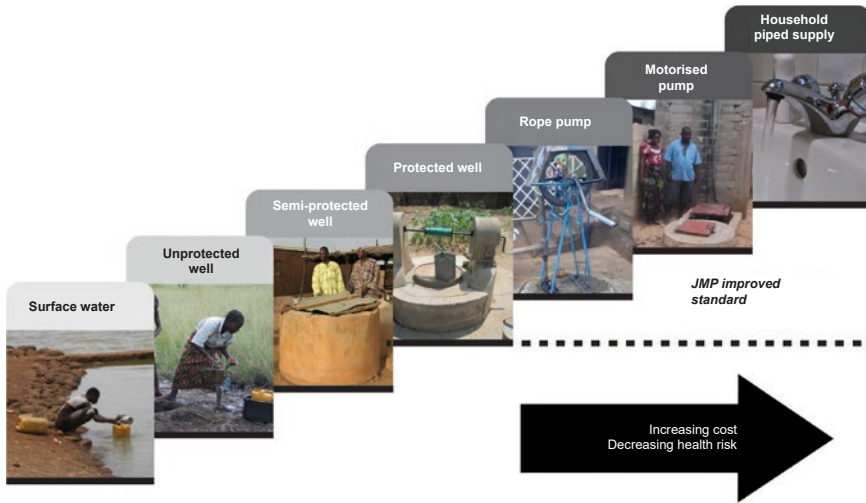 Household
piped supply
Motorised
pump
Rope pump
Protected well
Semi-protected
well
Unprotected
well
Surface water
JMP improved
standard
Increasing cost
Decreasing health risk